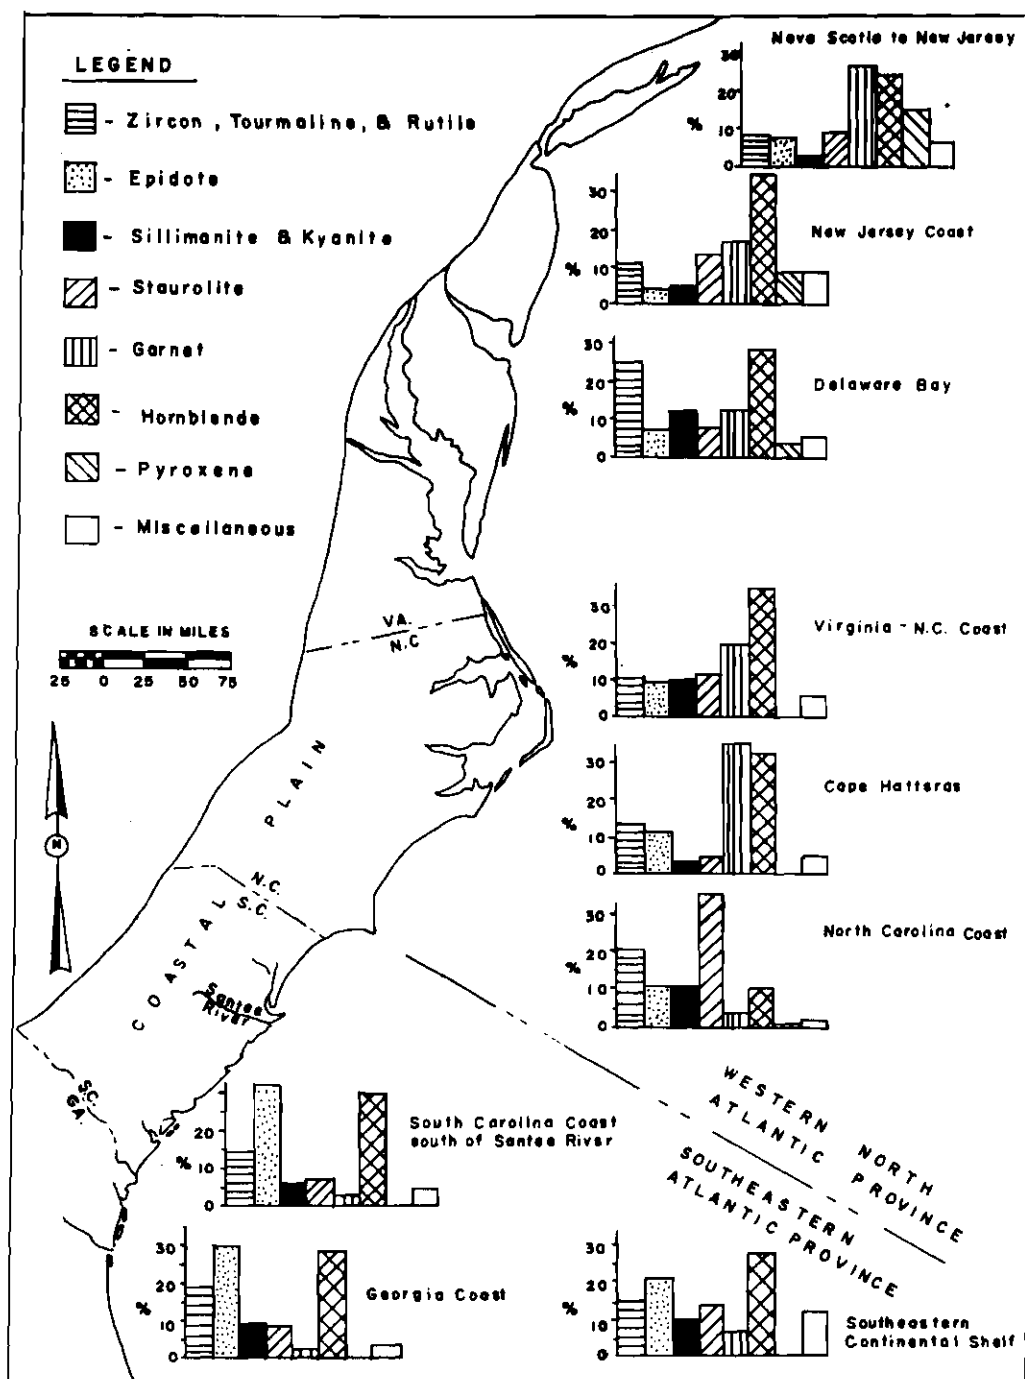 LEGEND
- Zircon, Tourmaline, & Rutile
- Epidote
- Sillimanite & Kyanite
- Staurolite
- Garnet
- Hornblende
- Pyroxene
- Miscellaneous
SCALE IN MILES
25 0 25 50 75
N
Nova Scotia to New Jersey
30
20
%
10
0
New Jersey Coast
30
20
%
10
0
Delaware Bay
30
20
%
10
0
VA.
N.C
Virginia - N.C. Coast
30
20
%
10
0
Cape Hatteras
30
20
%
10
0
North Carolina Coast
30
20
%
10
0
COASTAL PLAIN
N.C.
S.C.
Santee
River
S.C.
GA.
WESTERN NORTH
ATLANTIC PROVINCE
SOUTHEASTERN
ATLANTIC PROVINCE
South Carolina Coast
south of Santee River
20
%
10
0
Georgia Coast
30
20
%
10
0
Southeastern
Continental Shelf
30
20
%
10
0